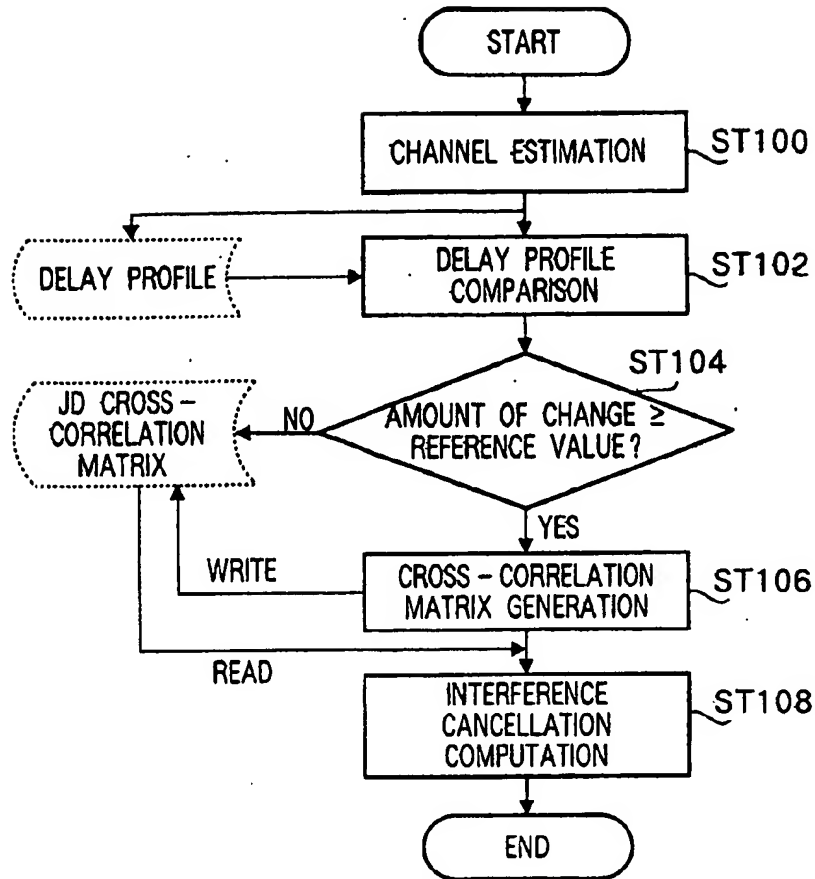 START
CHANNEL ESTIMATION
ST100
DELAY PROFILE
DELAY PROFILE
COMPARISON
ST102
ST104
JD CROSS-
CORRELATION
MATRIX
NO
AMOUNT OF CHANGE ≥
REFERENCE VALUE?
YES
WRITE
CROSS-CORRELATION
MATRIX GENERATION
ST106
READ
INTERFERENCE
CANCELLATION
COMPUTATION
ST108
END